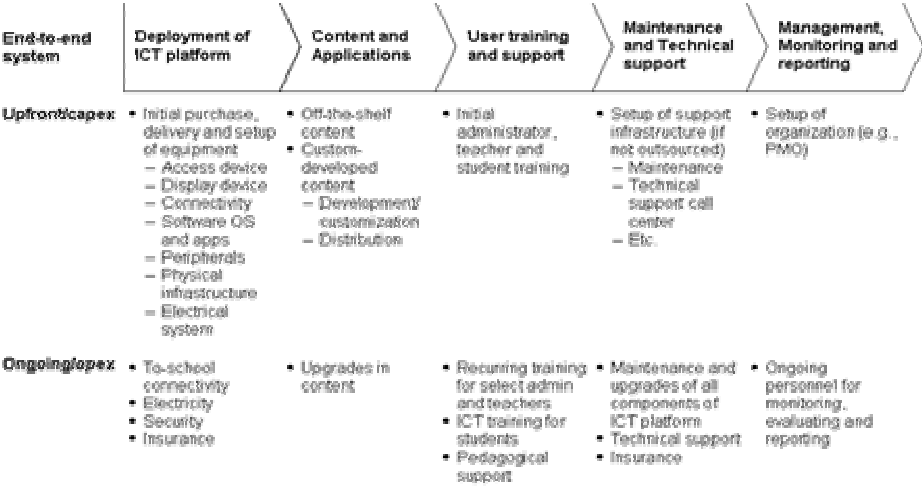 End-to-end
system
Deployment of
ICT platform
Content and
Applications
User training
and support
Maintenance
and Technical
support
Management,
Monitoring and
reporting
Upfront/capex
• Initial purchase,
delivery and setup
of equipment
– Access device
– Display device
– Connectivity
– Software OS
and apps
– Peripherals
– Physical
infrastructure
– Electrical
system
• Off-the-shelf
content
• Custom-
developed
content
– Development/
customization
– Distribution
• Initial
administrator,
teacher and
student training
• Setup of support
infrastructure (if
not outsourced)
– Maintenance
– Technical
support call
center
– Etc.
• Setup of
organization (e.g.,
PMO)
Ongoing/opex
• To-school
connectivity
• Electricity
• Security
• Insurance
• Upgrades in
content
• Recurring training
for select admin
and teachers
• ICT training for
students
• Pedagogical
support
• Maintenance and
upgrades of all
components of
ICT platform
• Technical support
• Insurance
• Ongoing
personnel for
monitoring,
evaluating and
reporting